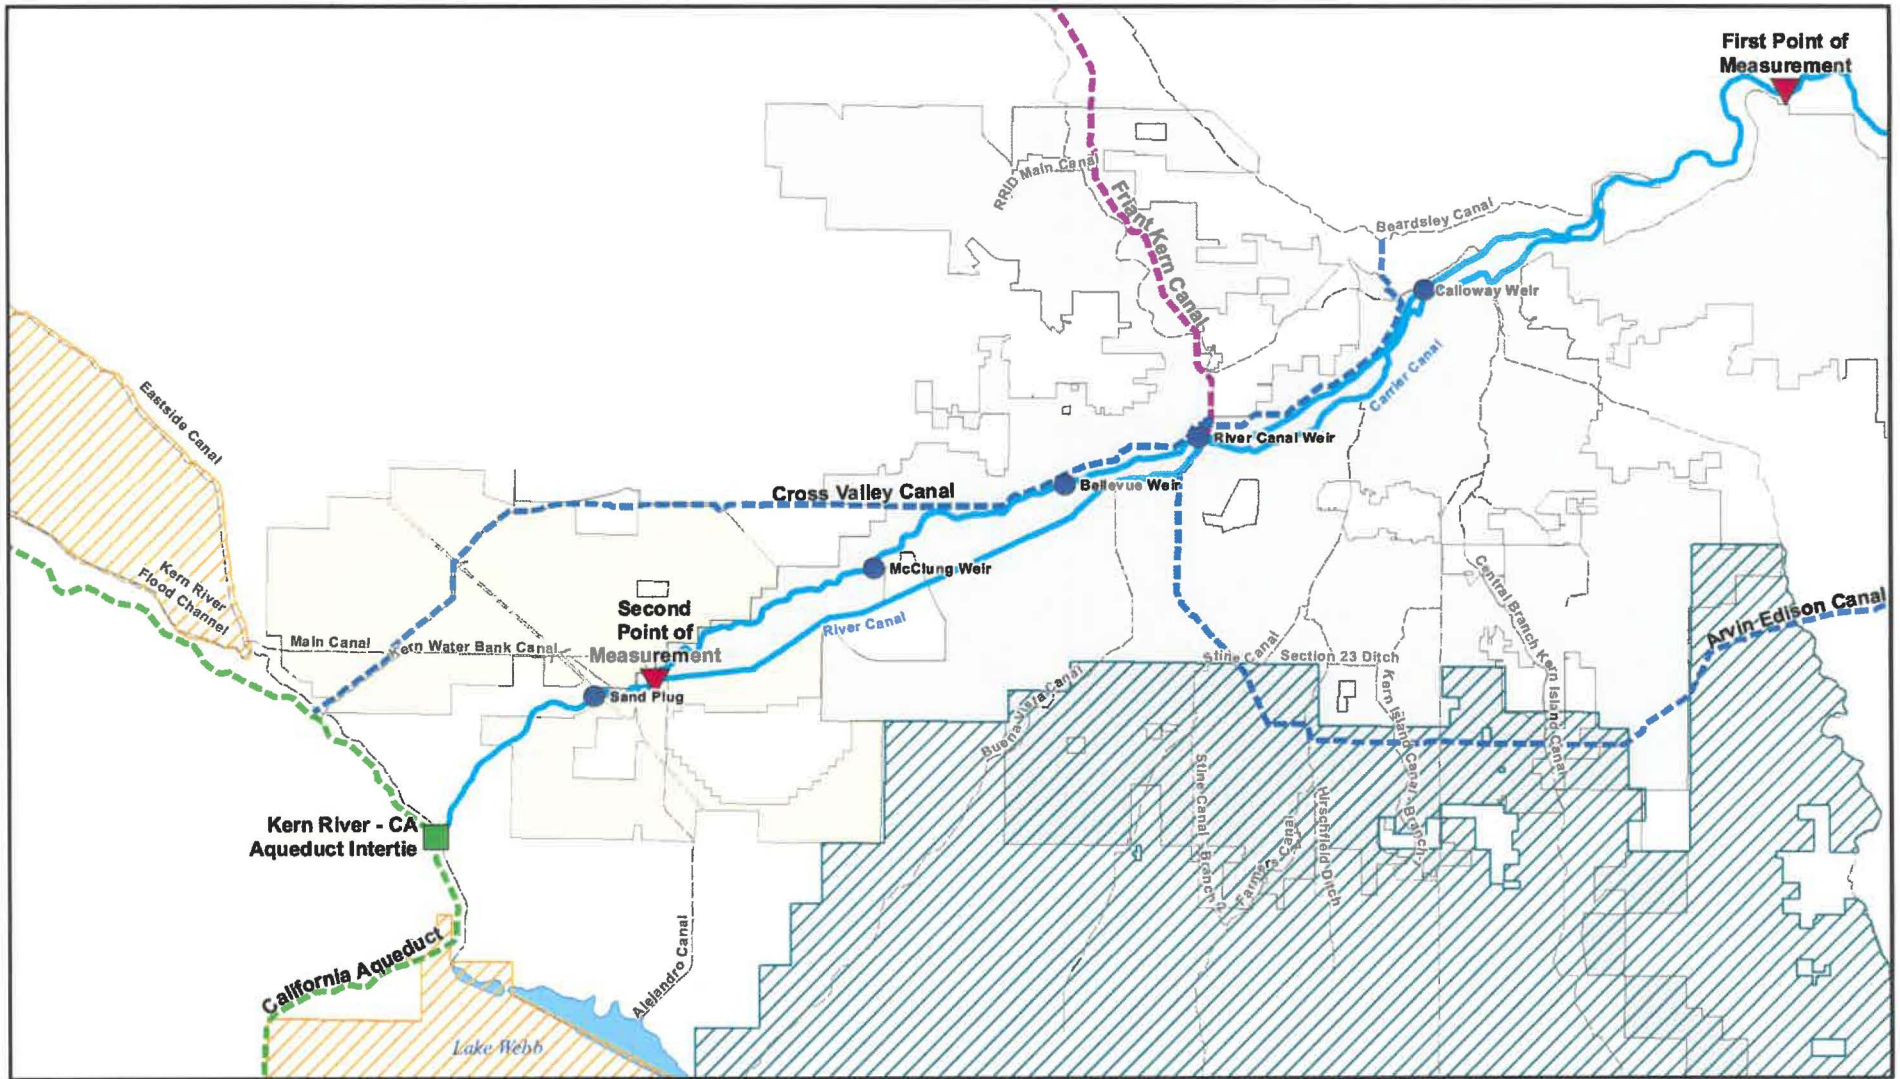 First Point of
Measurement
RRID Main Canal
Friant Kern Canal
Beardsley Canal
Calloway Weir
Carrier Canal
River Canal Weir
Eastside Canal
Cross Valley Canal
Bellevue Weir
McClung Weir
Kern River
Flood Channel
Second
Point of
Measurement
River Canal
Central Branch Kern Island Canal
Arvin-Edison Canal
Main Canal
Kern Water Bank Canal
Stine Canal
Section 23 Ditch
Sand Plug
Buena Vista Canal
Kern Island Canal - Branch-1
Stine Canal - Branch
Farmers Canal
Hirschfield Ditch
Kern River - CA
Aqueduct Intertie
California Aqueduct
Alejandro Canal
Lake Webb